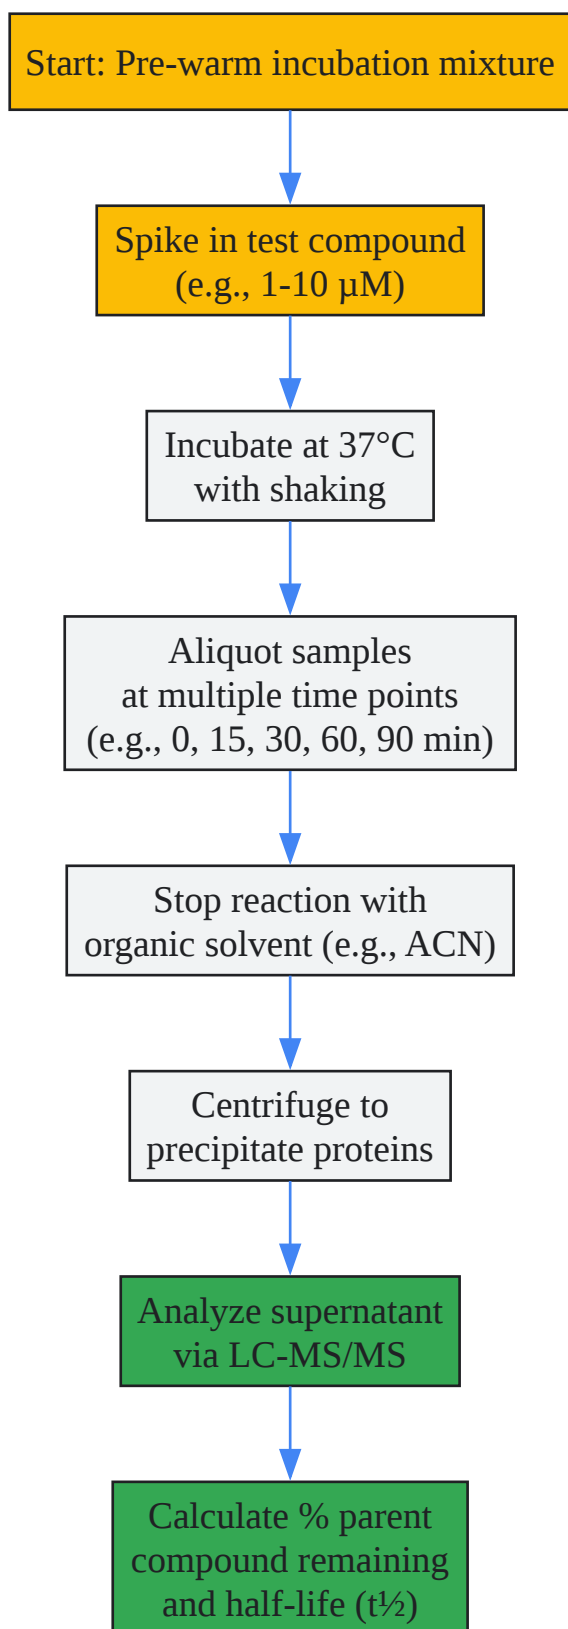 Start: Pre-warm incubation mixture
Spike in test compound
(e.g., 1-10 µM)
Incubate at 37°C
with shaking
Aliquot samples
at multiple time points
(e.g., 0, 15, 30, 60, 90 min)
Stop reaction with
organic solvent (e.g., ACN)
Centrifuge to
precipitate proteins
Analyze supernatant
via LC-MS/MS
Calculate % parent
compound remaining
and half-life (t½)